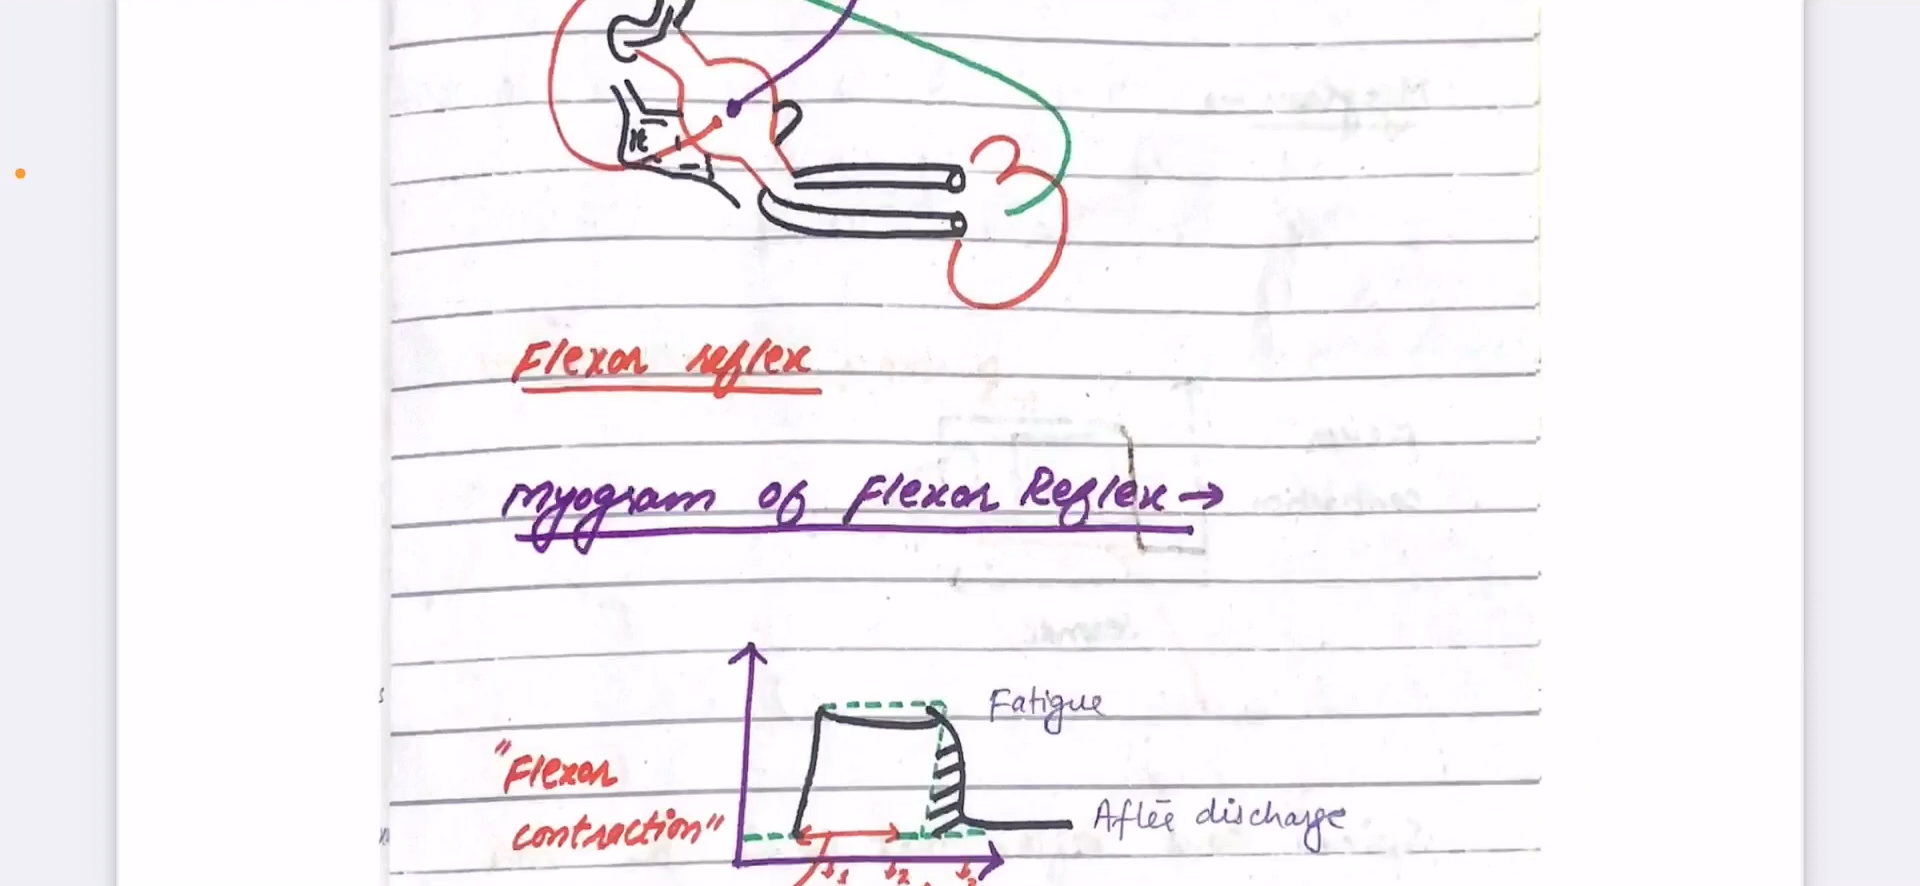 Flexor reflex
Myogram of Flexor Reflex →
Fatigue
"Flexor
contraction"
After discharge